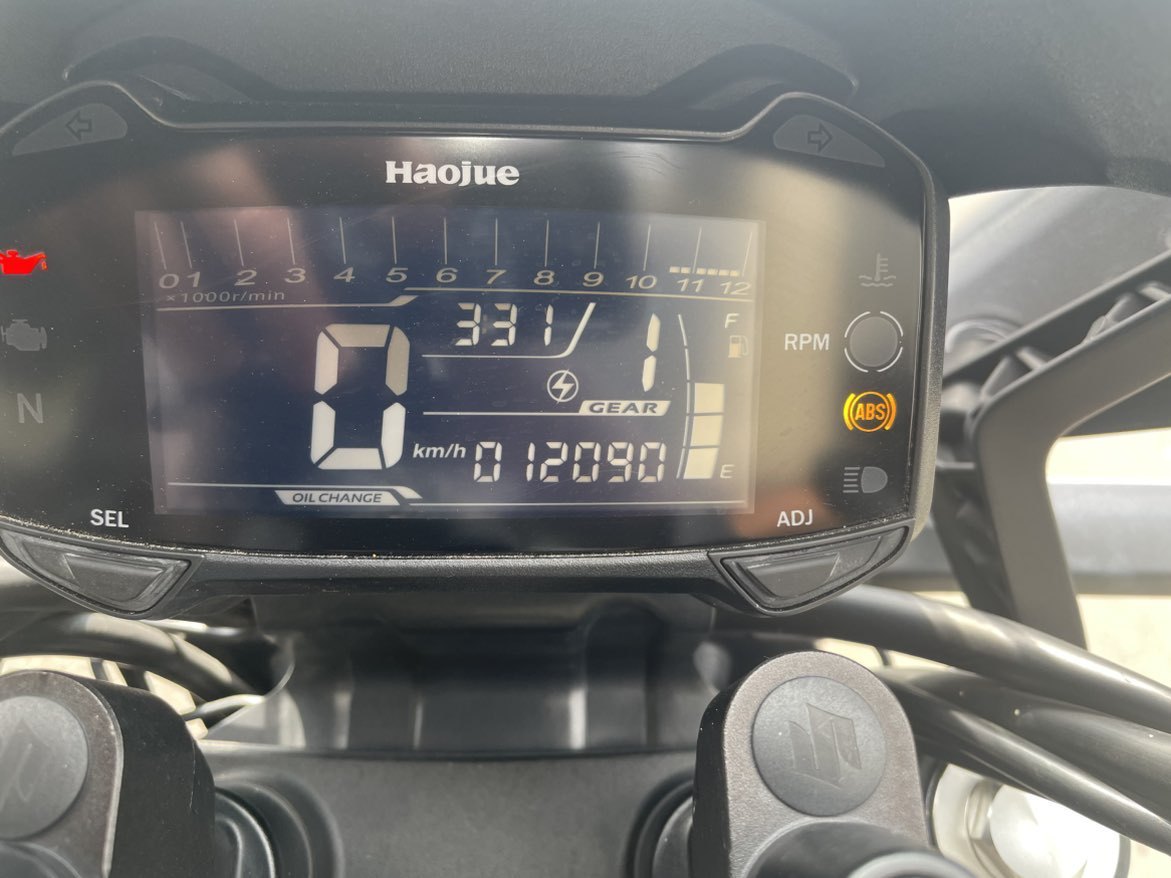 Haojue
0 1 2 3 4 5 6 7 8 9 10 11 12
×1000r/min
331
1
F
RPM
ABS
N
GEAR
0
km/h
012090
E
OIL CHANGE
SEL
ADJ